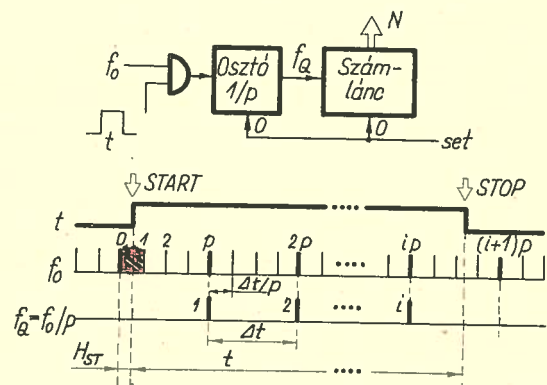 N
f₀
Osztó 1/p
f_Q
Szám-
lánc
t
0
0
set
START
STOP
t
0 1 2 p 2p .... ip (i+1)p
f₀
Δt/p
f_Q=f₀/p
1 2 .... i
Δt
H_ST
t
....